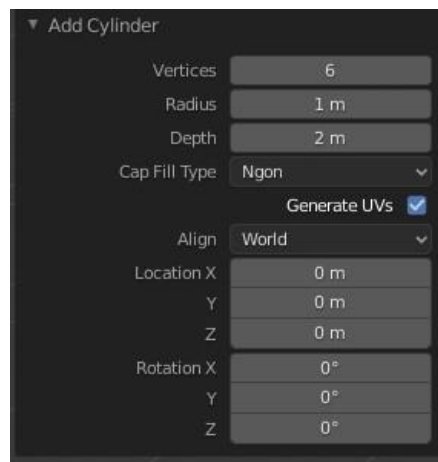 Add Cylinder
Vertices 6
Radius 1 m
Depth 2 m
Cap Fill Type Ngon
Generate UVs
Align World
Location X 0 m
Y 0 m
Z 0 m
Rotation X 0°
Y 0°
Z 0°